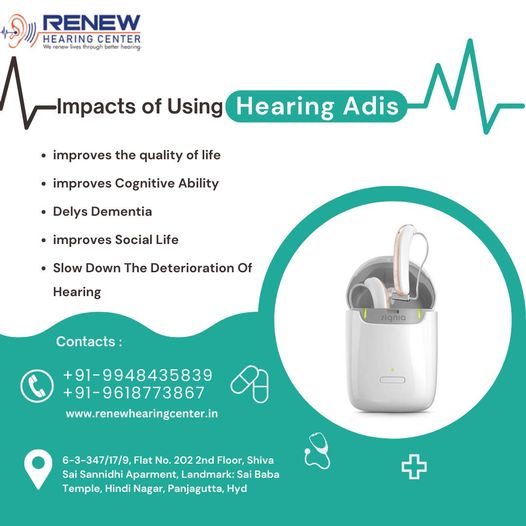 RENEW
HEARING CENTER
We renew lives through better hearing
Impacts of Using Hearing Adis
• improves the quality of life
• improves Cognitive Ability
• Delys Dementia
• improves Social Life
• Slow Down The Deterioration Of
Hearing
signia
Contacts :
+91-9948435839
+91-9618773867
www.renewhearingcenter.in
6-3-347/17/9, Flat No. 202 2nd Floor, Shiva
Sai Sannidhi Aparment, Landmark: Sai Baba
Temple, Hindi Nagar, Panjagutta, Hyd